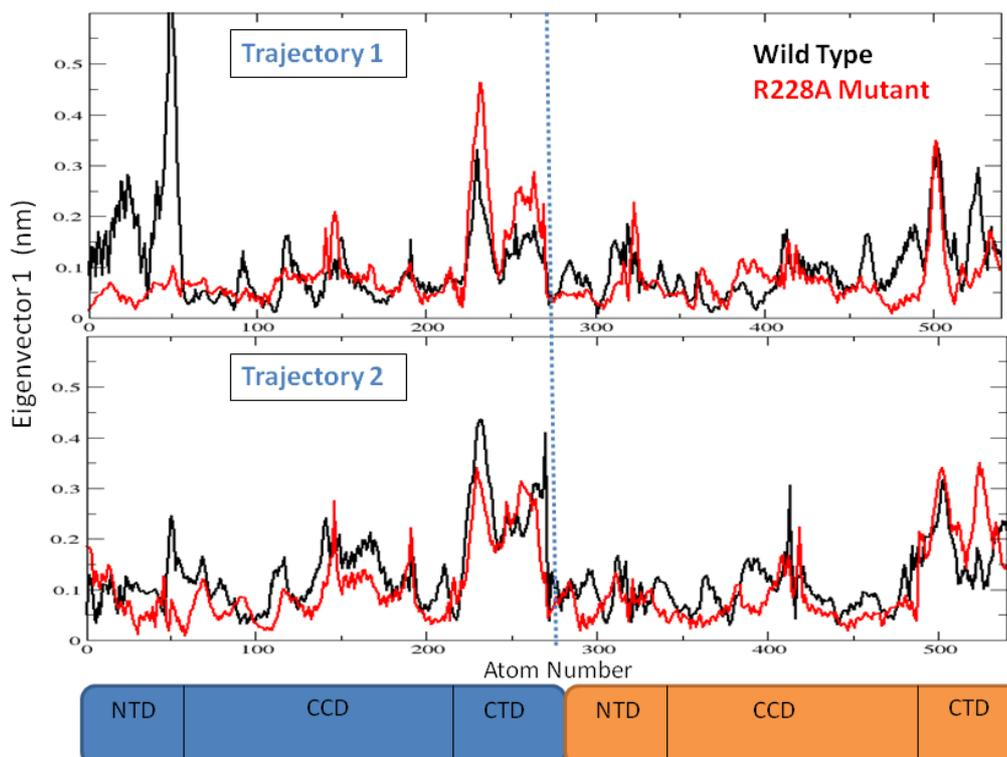 Trajectory 1
Wild Type
R228A Mutant
0.5
0.4
0.3
0.2
0.1
0
0 100 200 300 400 500
Eigenvector 1 (nm)
Trajectory 2
0.5
0.4
0.3
0.2
0.1
0
0 100 200 300 400 500
Atom Number
NTD CCD CTD NTD CCD CTD